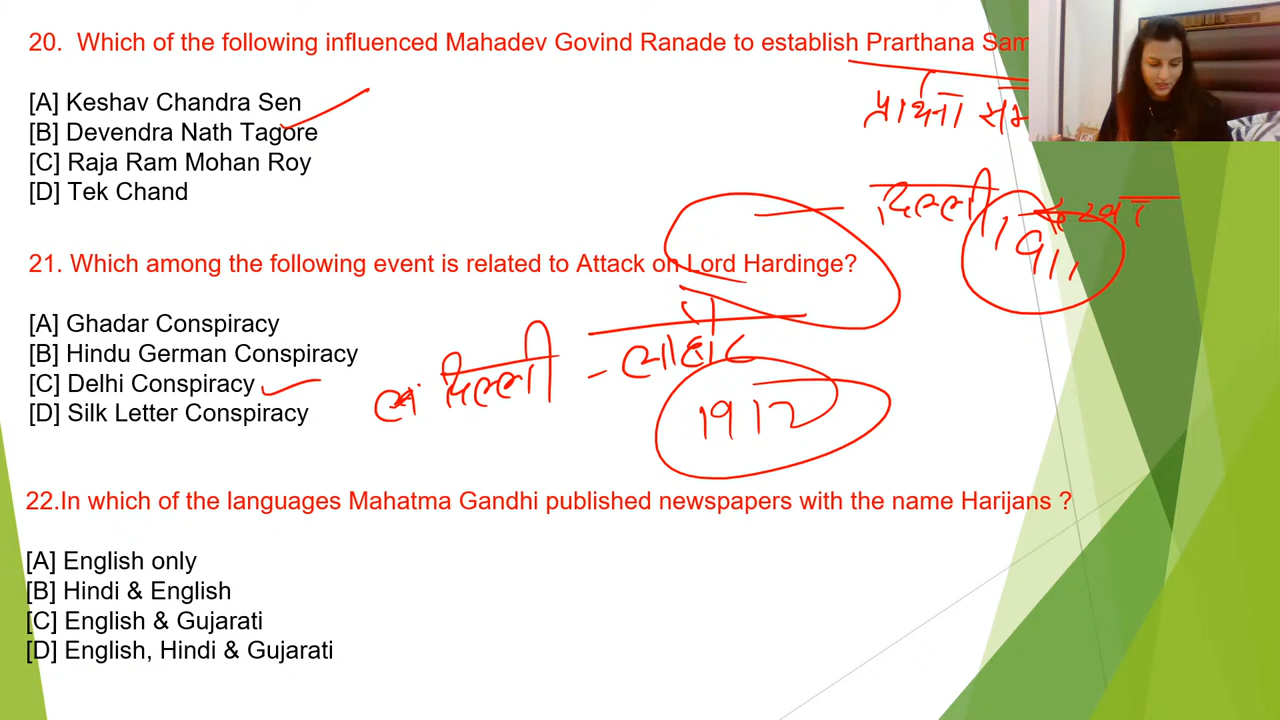 20. Which of the following influenced Mahadev Govind Ranade to establish Prarthana Sam
[A] Keshav Chandra Sen
[B] Devendra Nath Tagore
[C] Raja Ram Mohan Roy
[D] Tek Chand
प्रार्थना सम
दिल्ली
1911
21. Which among the following event is related to Attack on Lord Hardinge?
[A] Ghadar Conspiracy
[B] Hindu German Conspiracy
[C] Delhi Conspiracy
[D] Silk Letter Conspiracy
दिल्ली - लाहौर
1912
22.In which of the languages Mahatma Gandhi published newspapers with the name Harijans ?
[A] English only
[B] Hindi & English
[C] English & Gujarati
[D] English, Hindi & Gujarati